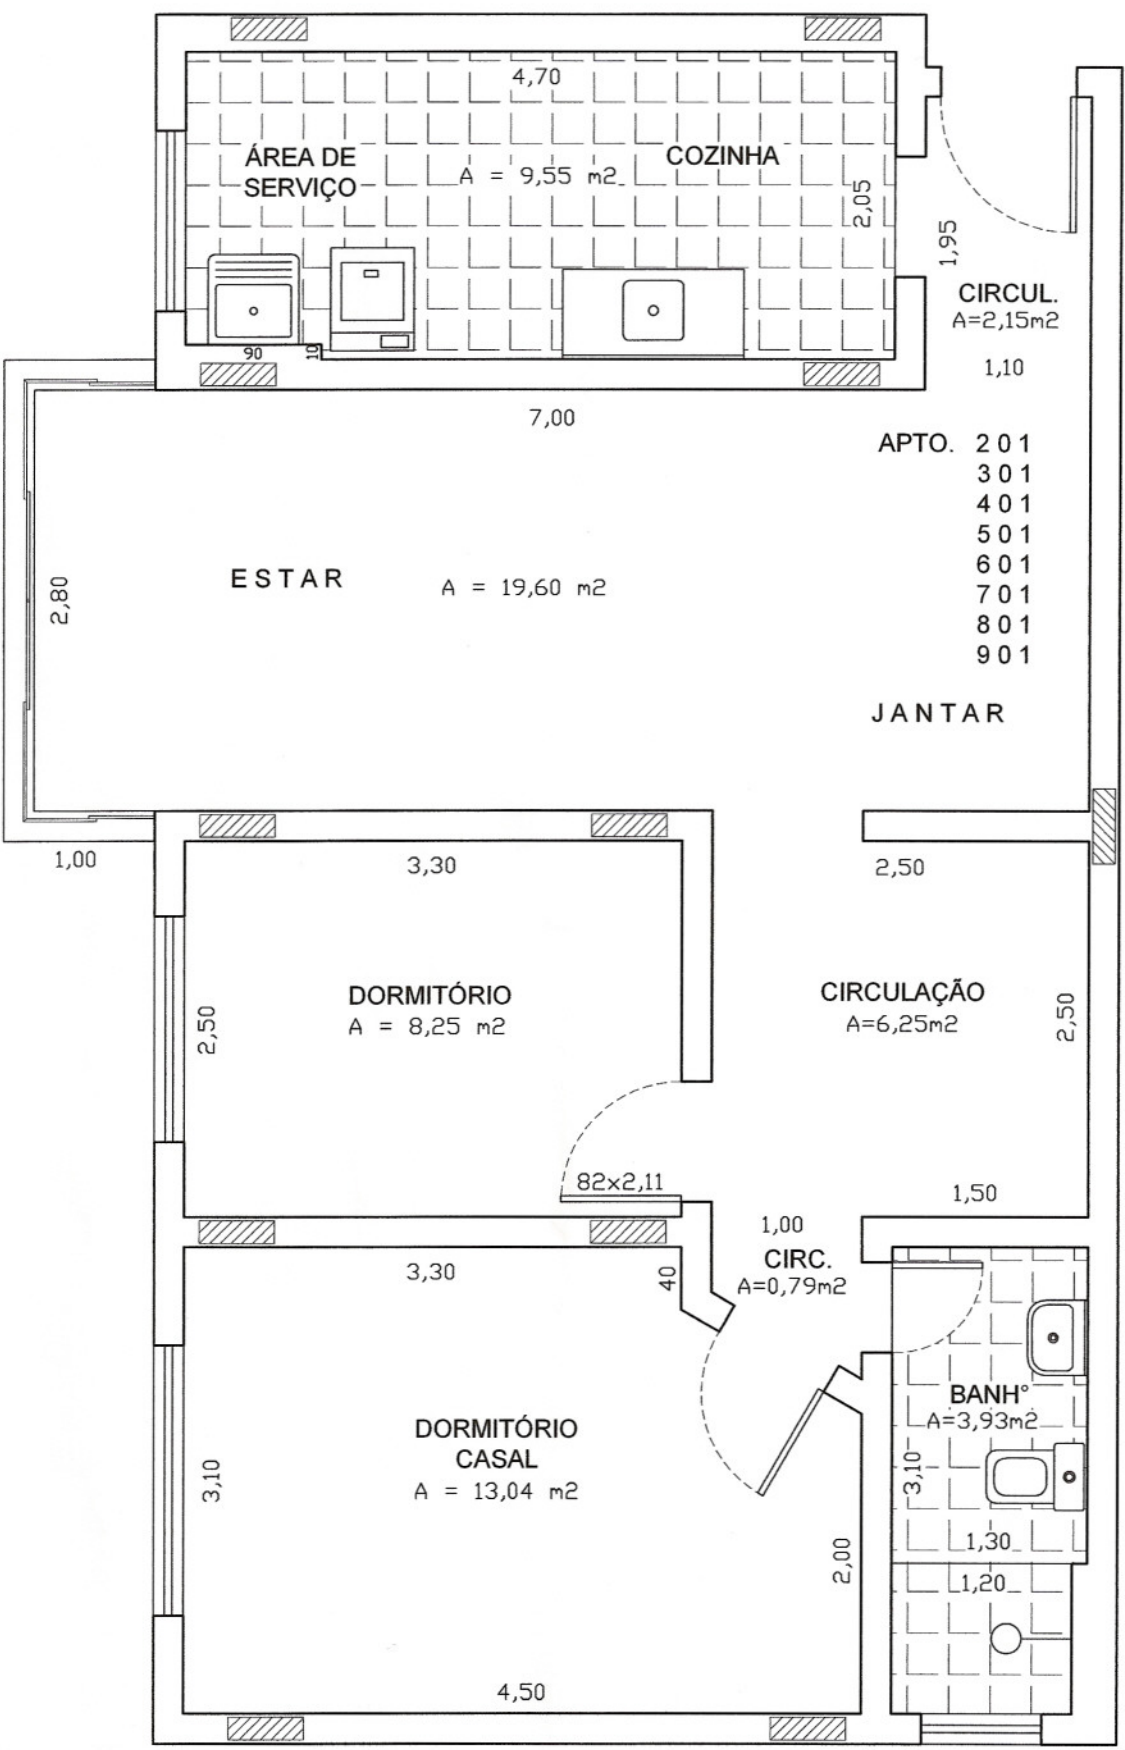 4,70
ÁREA DE
SERVIÇO
A = 9,55 m2
COZINHA
2,05
1,95
CIRCUL.
A=2,15m2
90
10
1,10
7,00
APTO. 201
301
401
501
601
701
801
901
2,80
ESTAR
A = 19,60 m2
JANTAR
1,00
3,30
2,50
DORMITÓRIO
A = 8,25 m2
2,50
CIRCULAÇÃO
A=6,25m2
2,50
82x2,11
1,50
1,00
CIRC.
A=0,79m2
3,30
40
BANH°
A=3,93m2
DORMITÓRIO
CASAL
A = 13,04 m2
3,10
3,10
2,00
1,30
1,20
4,50